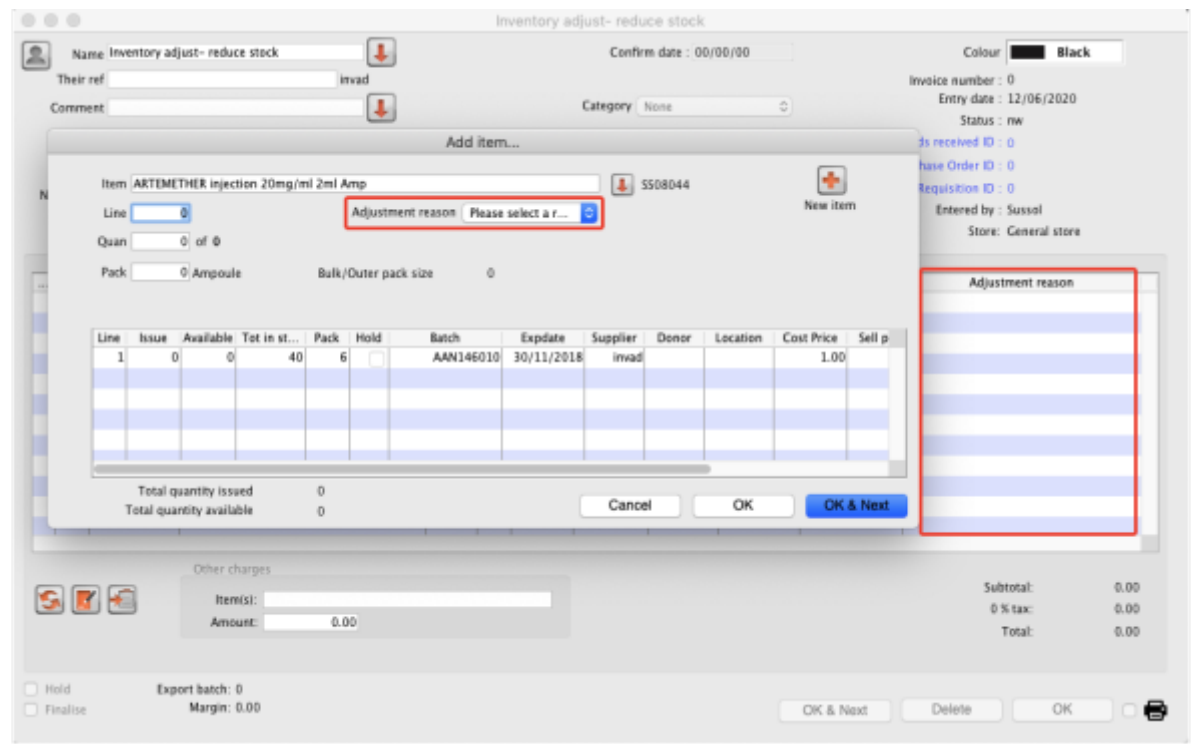 Inventory adjust- reduce stock
Name Inventory adjust- reduce stock
Confirm date : 00/00/00
Colour Black
Their ref
invad
Invoice number : 0
Comment
Category None
Entry date : 12/06/2020
Status : nw
ds received ID : 0
hase Order ID : 0
Requisition ID : 0
Entered by : Sussol
Store: General store
N
Add item...
Item ARTEMETHER injection 20mg/ml 2ml Amp
SS08044
New item
Line 0
Adjustment reason Please select a r...
Quan 0 of 0
Pack 0 Ampoule
Bulk/Outer pack size 0
... Adjustment reason
Line Issue Available Tot in st... Pack Hold Batch Expdate Supplier Donor Location Cost Price Sell p
1 0 0 40 6 AAN146010 30/11/2018 invad 1.00
Total quantity issued 0
Total quantity available 0
Cancel OK OK & Next
Other charges
Item(s):
Amount: 0.00
Subtotal: 0.00
0 % tax: 0.00
Total: 0.00
Hold
Export batch: 0
Finalise
Margin: 0.00
OK & Next Delete OK